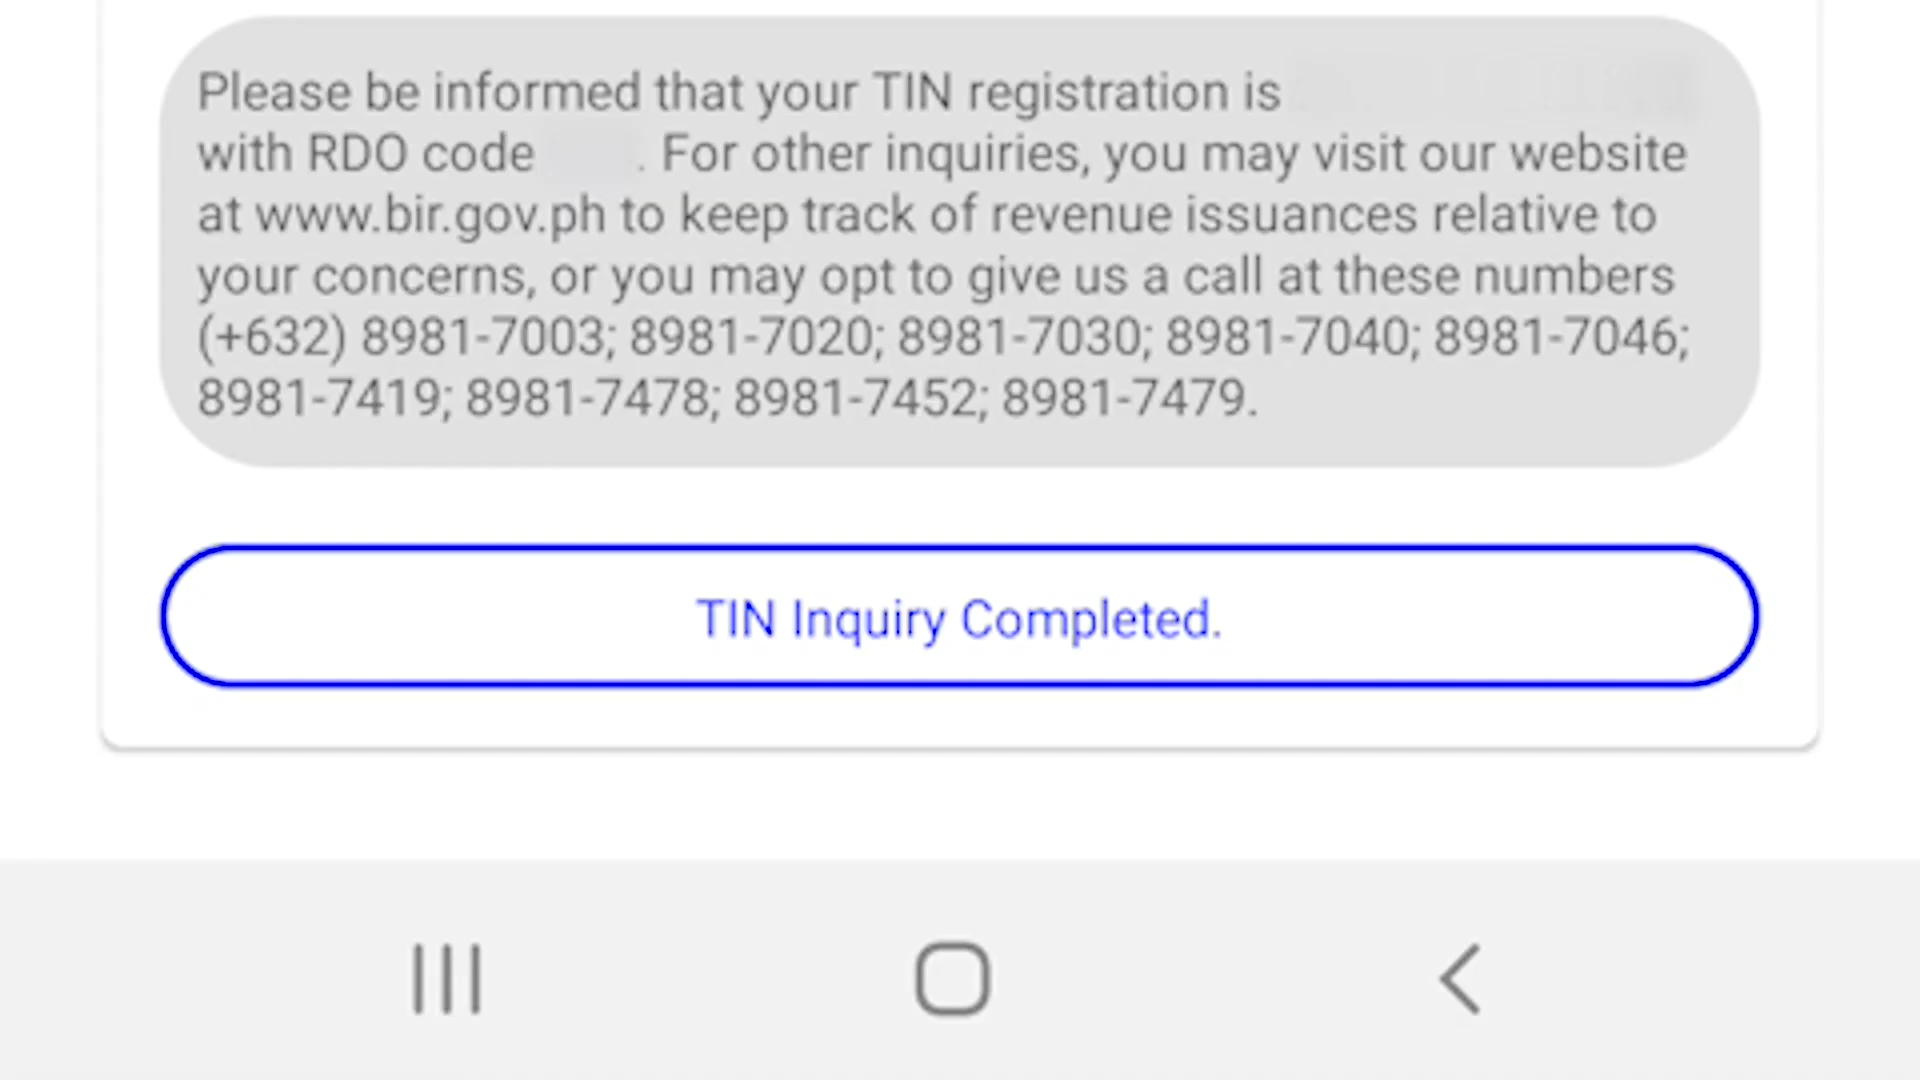 Please be informed that your TIN registration is
with RDO code . For other inquiries, you may visit our website
at www.bir.gov.ph to keep track of revenue issuances relative to
your concerns, or you may opt to give us a call at these numbers
(+632) 8981-7003; 8981-7020; 8981-7030; 8981-7040; 8981-7046;
8981-7419; 8981-7478; 8981-7452; 8981-7479.
TIN Inquiry Completed.